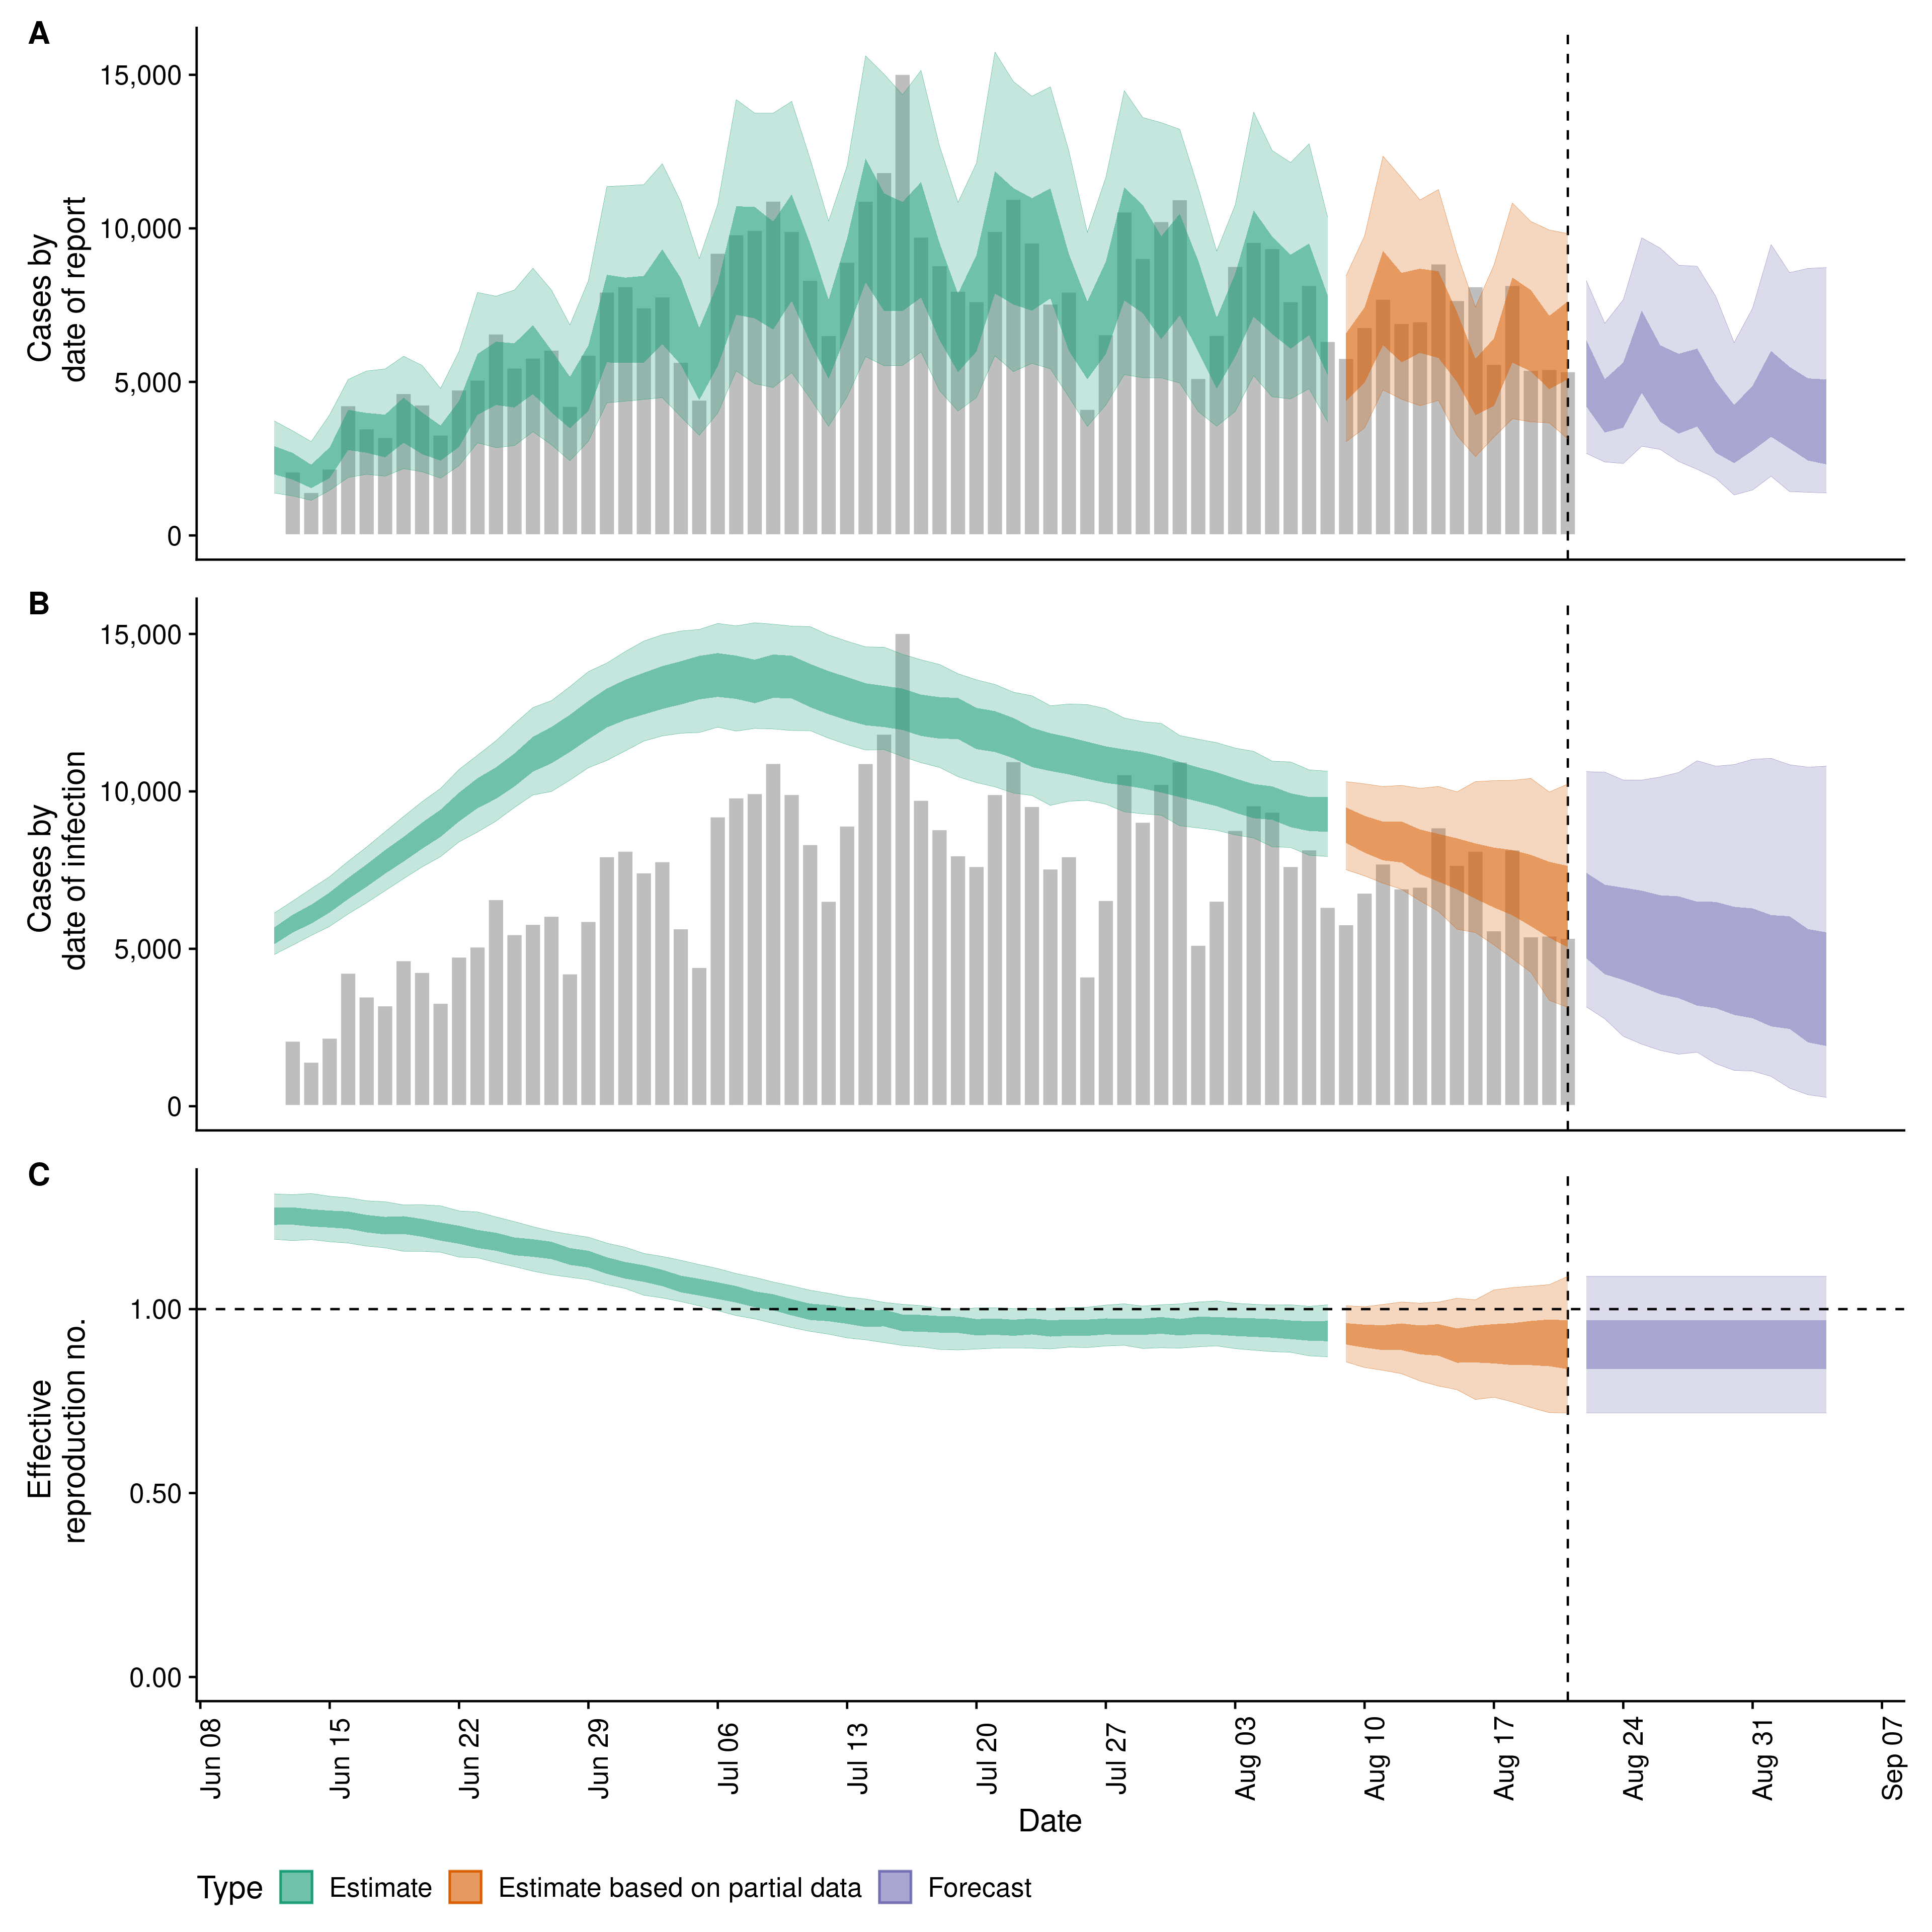 A
15,000
10,000
5,000
0
Cases by
date of report
B
15,000
10,000
5,000
0
Cases by
date of infection
C
1.00
0.50
0.00
Effective
reproduction no.
Jun 08
Jun 15
Jun 22
Jun 29
Jul 06
Jul 13
Jul 20
Jul 27
Aug 03
Aug 10
Aug 17
Aug 24
Aug 31
Sep 07
Date
Type Estimate Estimate based on partial data Forecast